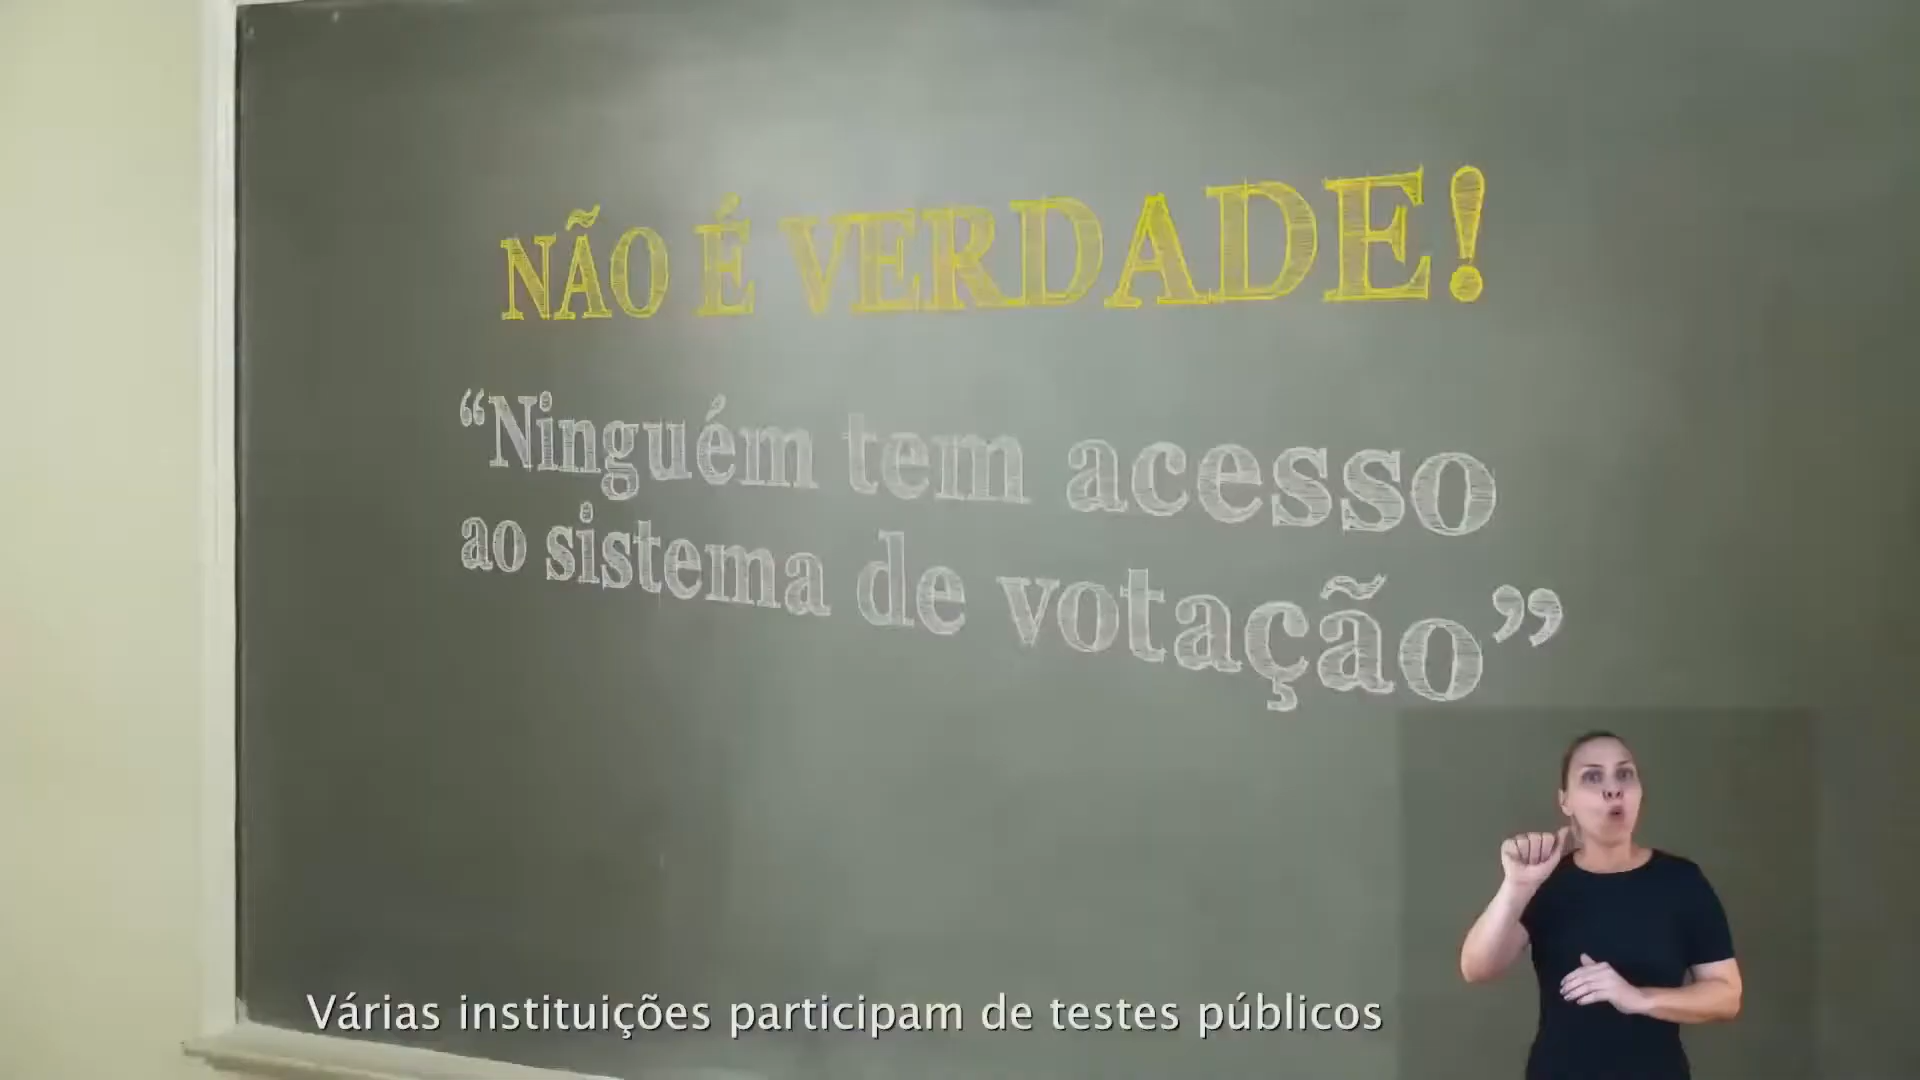 NÃO É VERDADE!
“Ninguém tem acesso
ao sistema de votação”
Várias instituições participam de testes públicos